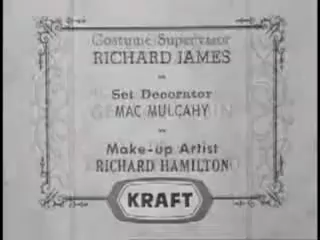 Costume Supervisor
RICHARD JAMES
Set Decorator
MAC MULCAHY
Make-up Artist
RICHARD HAMILTON
KRAFT